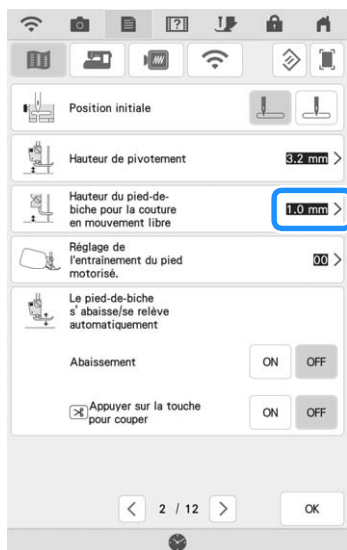 Position initiale
Hauteur de pivotement
3.2 mm >
Hauteur du pied-de-
biche pour la couture
en mouvement libre
1.0 mm >
Réglage de
l'entraînement du pied
motorisé.
00 >
Le pied-de-biche
s'abaisse/se relève
automatiquement
Abaissement
ON OFF
Appuyer sur la touche
pour couper
ON OFF
< 2 / 12 >
OK